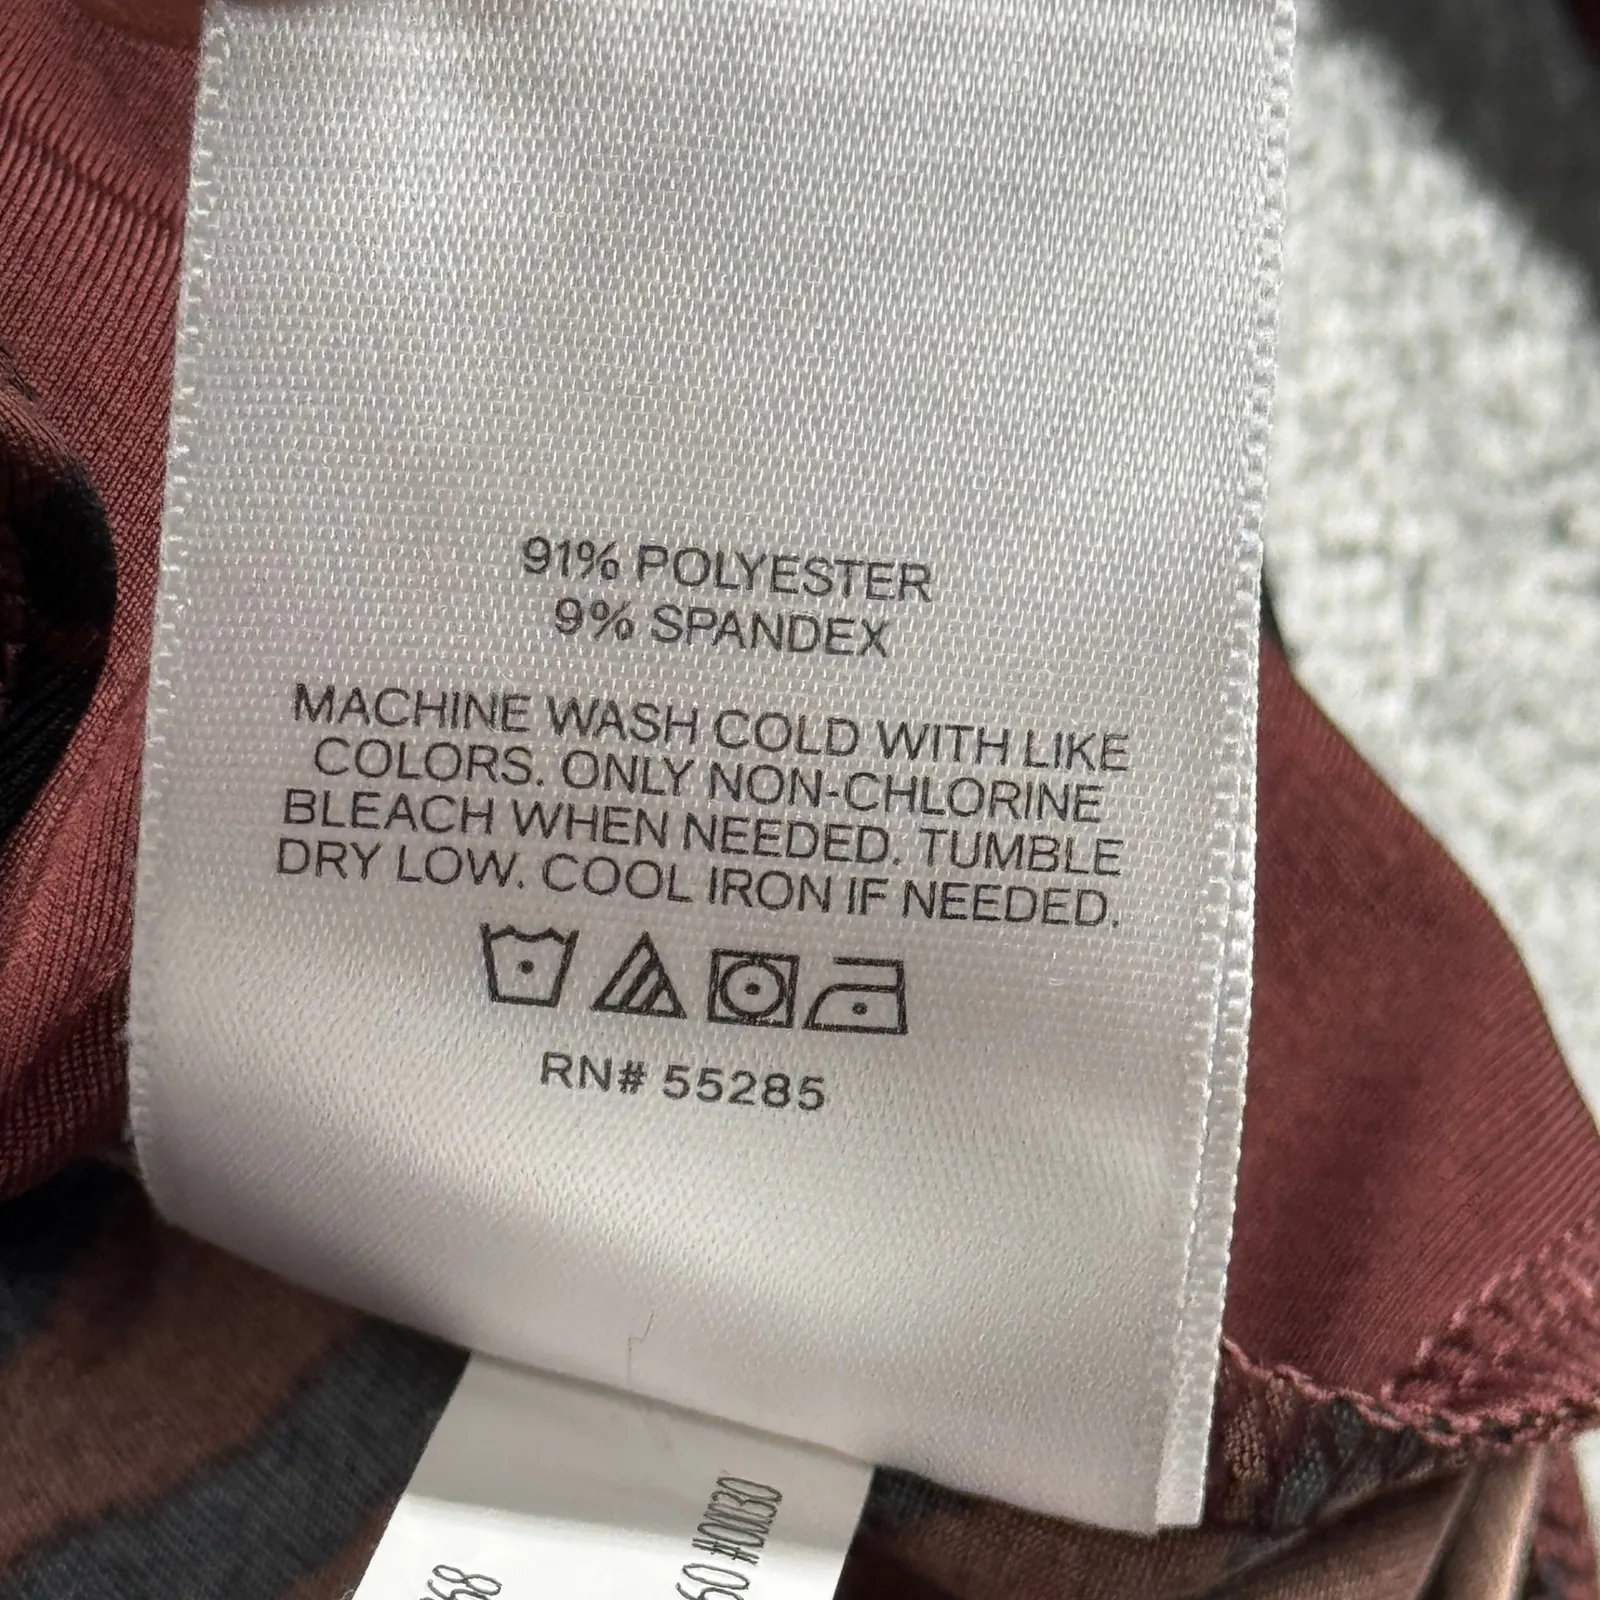 91% POLYESTER
9% SPANDEX
MACHINE WASH COLD WITH LIKE
COLORS. ONLY NON-CHLORINE
BLEACH WHEN NEEDED. TUMBLE
DRY LOW. COOL IRON IF NEEDED.
RN# 55285